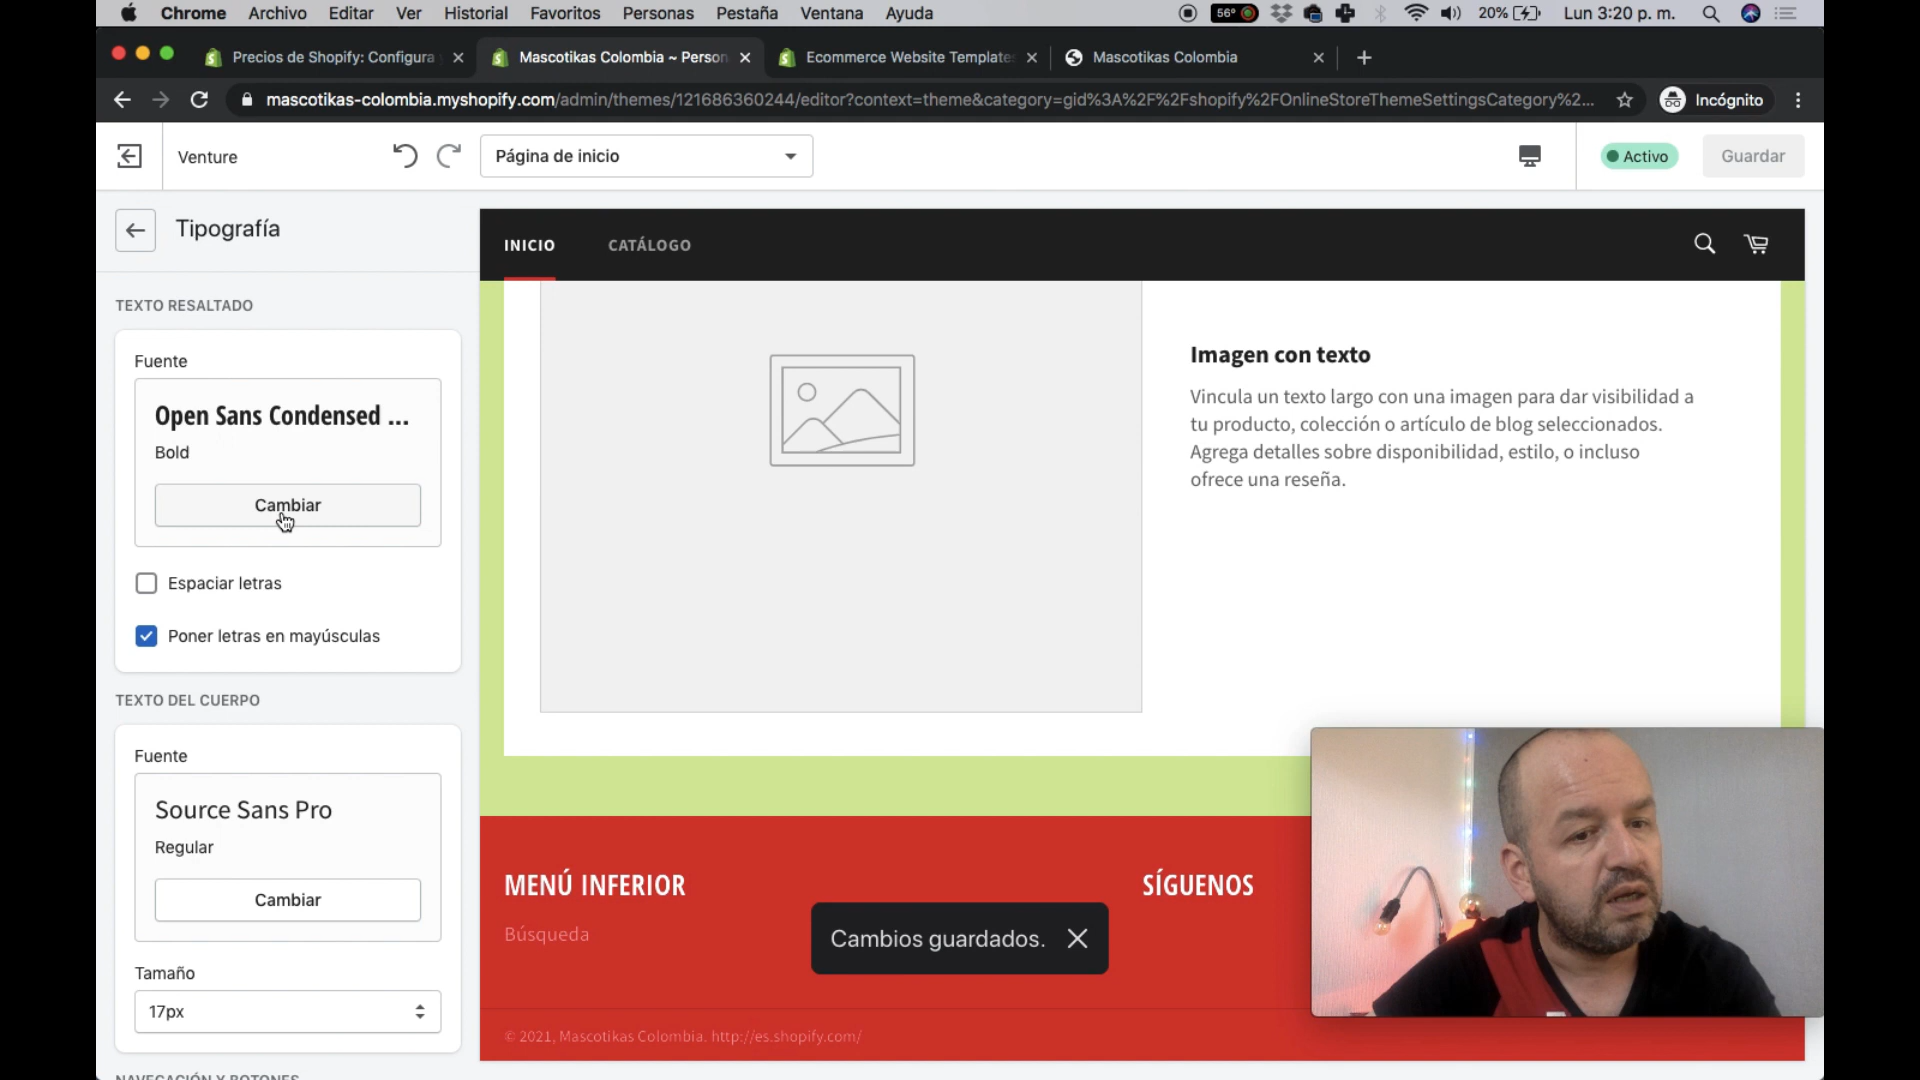 Chrome Archivo Editar Ver Historial Favoritos Personas Pestaña Ventana Ayuda 56° 20% Lun 3:20 p. m.
Precios de Shopify: Configura
Mascotikas Colombia ~ Person
Ecommerce Website Templates
Mascotikas Colombia
mascotikas-colombia.myshopify.com/admin/themes/121686360244/editor?context=theme&category=gid%3A%2F%2Fshopify%2FOnlineStoreThemeSettingsCategory%2... Incógnito
Venture Página de inicio Activo Guardar
Tipografía
TEXTO RESALTADO
Fuente
Open Sans Condensed ...
Bold
Cambiar
Espaciar letras
Poner letras en mayúsculas
TEXTO DEL CUERPO
Fuente
Source Sans Pro
Regular
Cambiar
Tamaño
17px
NAVEGACIÓN Y BOTONES
INICIO CATÁLOGO
Imagen con texto
Vincula un texto largo con una imagen para dar visibilidad a
tu producto, colección o artículo de blog seleccionados.
Agrega detalles sobre disponibilidad, estilo, o incluso
ofrece una reseña.
MENÚ INFERIOR
Búsqueda
SÍGUENOS
Cambios guardados.
© 2021, Mascotikas Colombia. http://es.shopify.com/